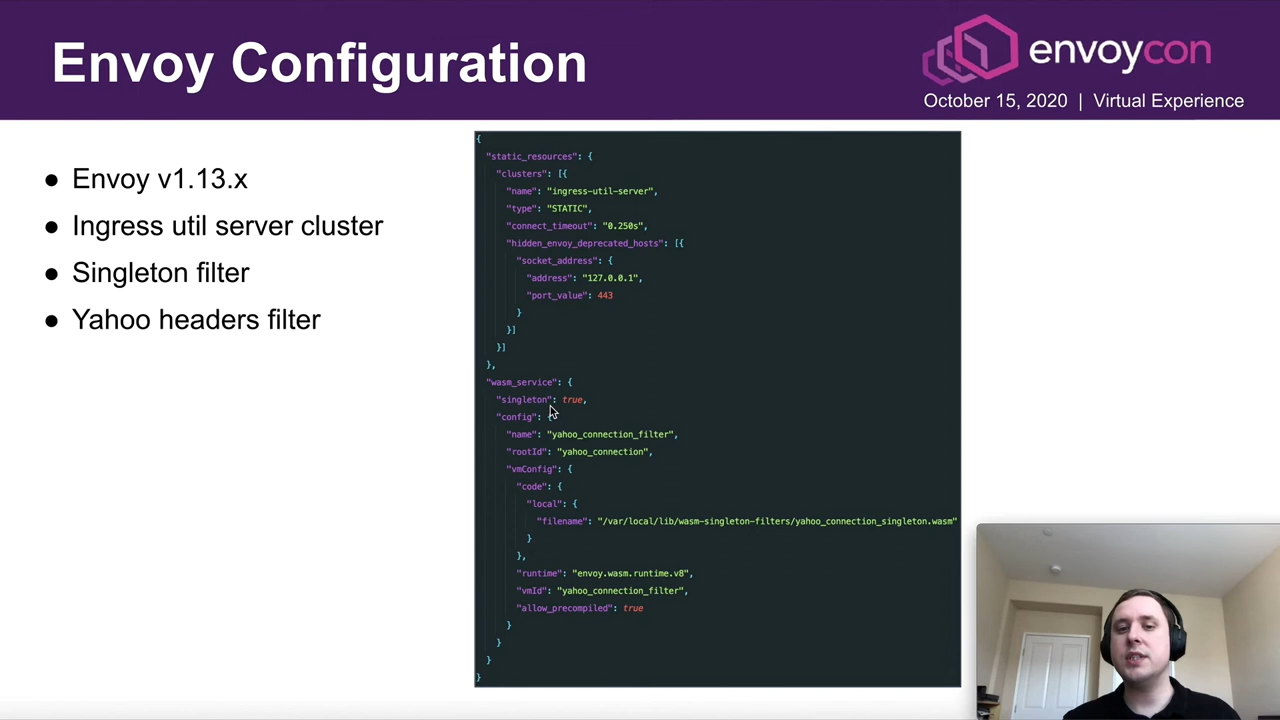 Envoy Configuration
envoycon
October 15, 2020 | Virtual Experience
● Envoy v1.13.x
● Ingress util server cluster
● Singleton filter
● Yahoo headers filter
{
"static_resources": {
"clusters": [{
"name": "ingress-util-server",
"type": "STATIC",
"connect_timeout": "0.250s",
"hidden_envoy_deprecated_hosts": [{
"socket_address": {
"address": "127.0.0.1",
"port_value": 443
}
}]
}]
},
"wasm_service": {
"singleton": true,
"config": {
"name": "yahoo_connection_filter",
"rootId": "yahoo_connection",
"vmConfig": {
"code": {
"local": {
"filename": "/var/local/lib/wasm-singleton-filters/yahoo_connection_singleton.wasm"
}
},
"runtime": "envoy.wasm.runtime.v8",
"vmId": "yahoo_connection_filter",
"allow_precompiled": true
}
}
}
}